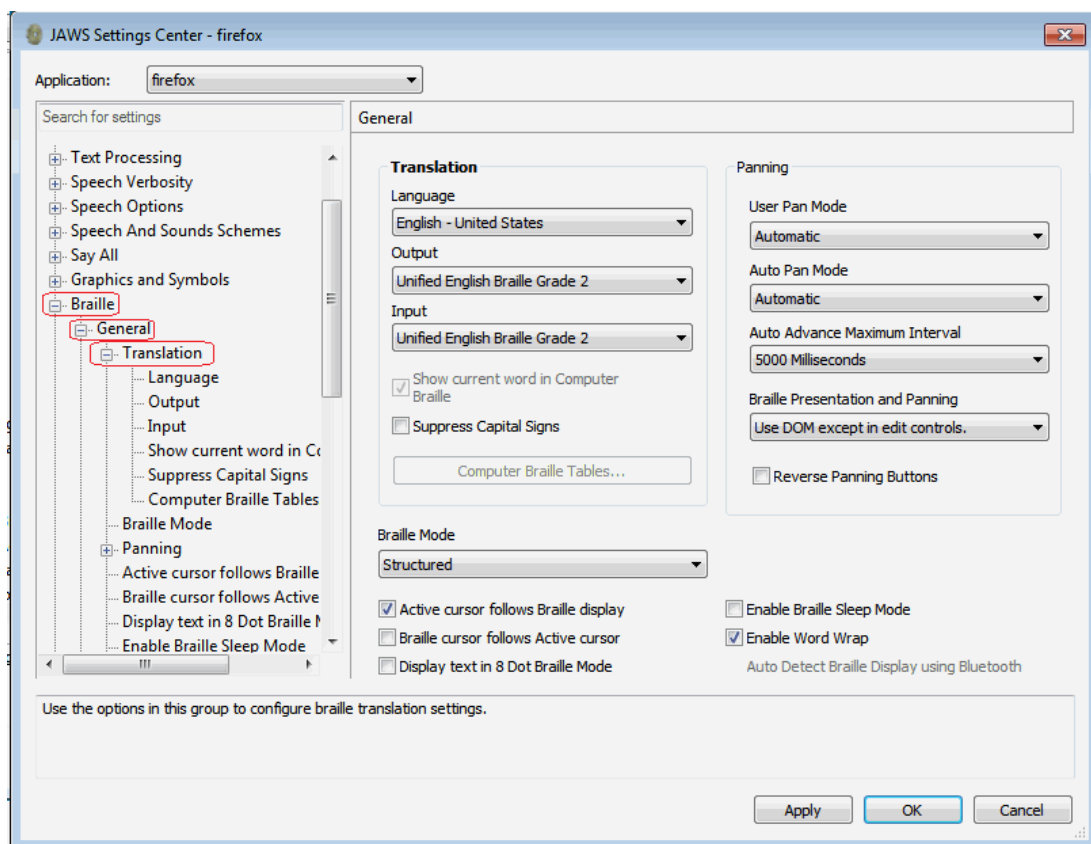 JAWS Settings Center - firefox
Application:
firefox
Search for settings
Text Processing
Speech Verbosity
Speech Options
Speech And Sounds Schemes
Say All
Graphics and Symbols
Braille
General
Translation
Language
Output
Input
Show current word in Co
Suppress Capital Signs
Computer Braille Tables
Braille Mode
Panning
Active cursor follows Braille
Braille cursor follows Active
Display text in 8 Dot Braille M
Enable Braille Sleep Mode
General
Translation
Language
English - United States
Output
Unified English Braille Grade 2
Input
Unified English Braille Grade 2
Show current word in Computer
Braille
Suppress Capital Signs
Computer Braille Tables...
Panning
User Pan Mode
Automatic
Auto Pan Mode
Automatic
Auto Advance Maximum Interval
5000 Milliseconds
Braille Presentation and Panning
Use DOM except in edit controls.
Reverse Panning Buttons
Braille Mode
Structured
Active cursor follows Braille display
Braille cursor follows Active cursor
Display text in 8 Dot Braille Mode
Enable Braille Sleep Mode
Enable Word Wrap
Auto Detect Braille Display using Bluetooth
Use the options in this group to configure braille translation settings.
Apply
OK
Cancel